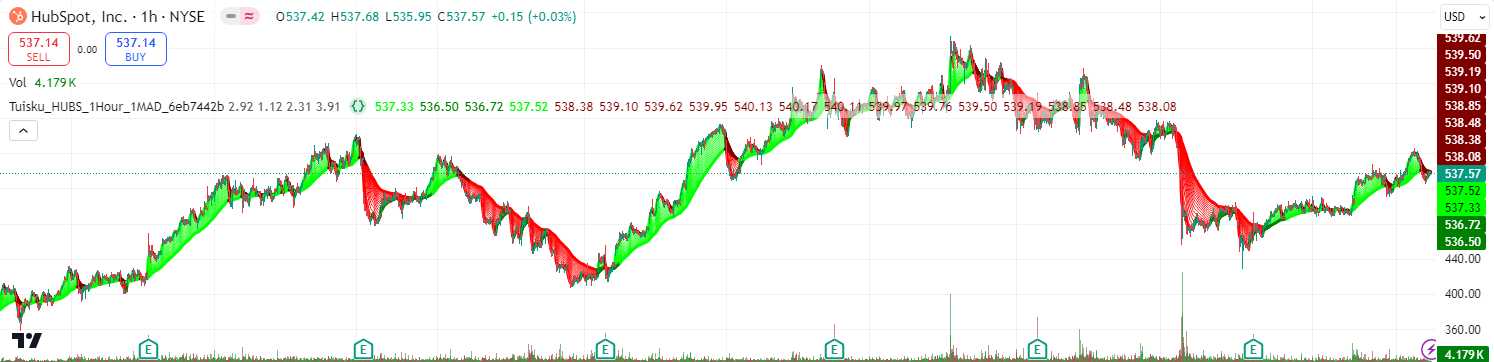 HubSpot, Inc. · 1h · NYSE O537.42 H537.68 L535.95 C537.57 +0.15 (+0.03%)
USD
537.14
SELL
0.00
537.14
BUY
Vol 4.179 K
Tuisku_HUBS_1Hour_1MAD_6eb7442b 2.92 1.12 2.31 3.91 {} 537.33 536.50 536.72 537.52 538.38 539.10 539.62 539.95 540.13 540.17 540.11 539.97 539.76 539.50 539.19 538.85 538.48 538.08
539.62
539.50
539.19
539.10
538.85
538.48
538.38
538.08
537.57
537.52
537.33
536.72
536.50
440.00
400.00
360.00
4.179 K
E E E E E E